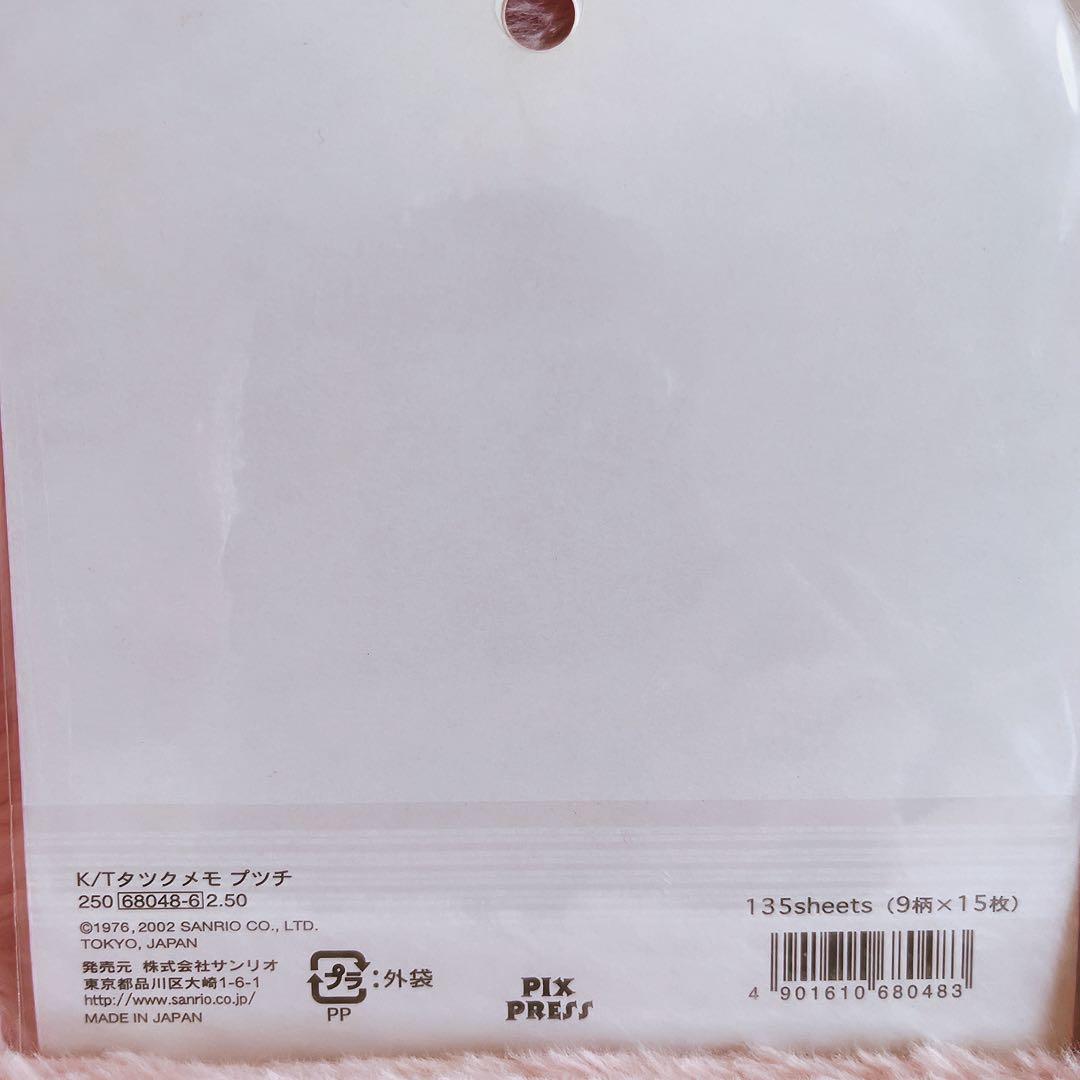 K/Tタツクメモ プツチ
250 68048-6 2.50
©1976, 2002 SANRIO CO., LTD.
TOKYO, JAPAN
発売元 株式会社サンリオ
東京都品川区大崎1-6-1
http://www.sanrio.co.jp/
MADE IN JAPAN
プラ:外袋
PP
PIX
PRESS
135sheets (9柄×15枚)
4 901610 680483